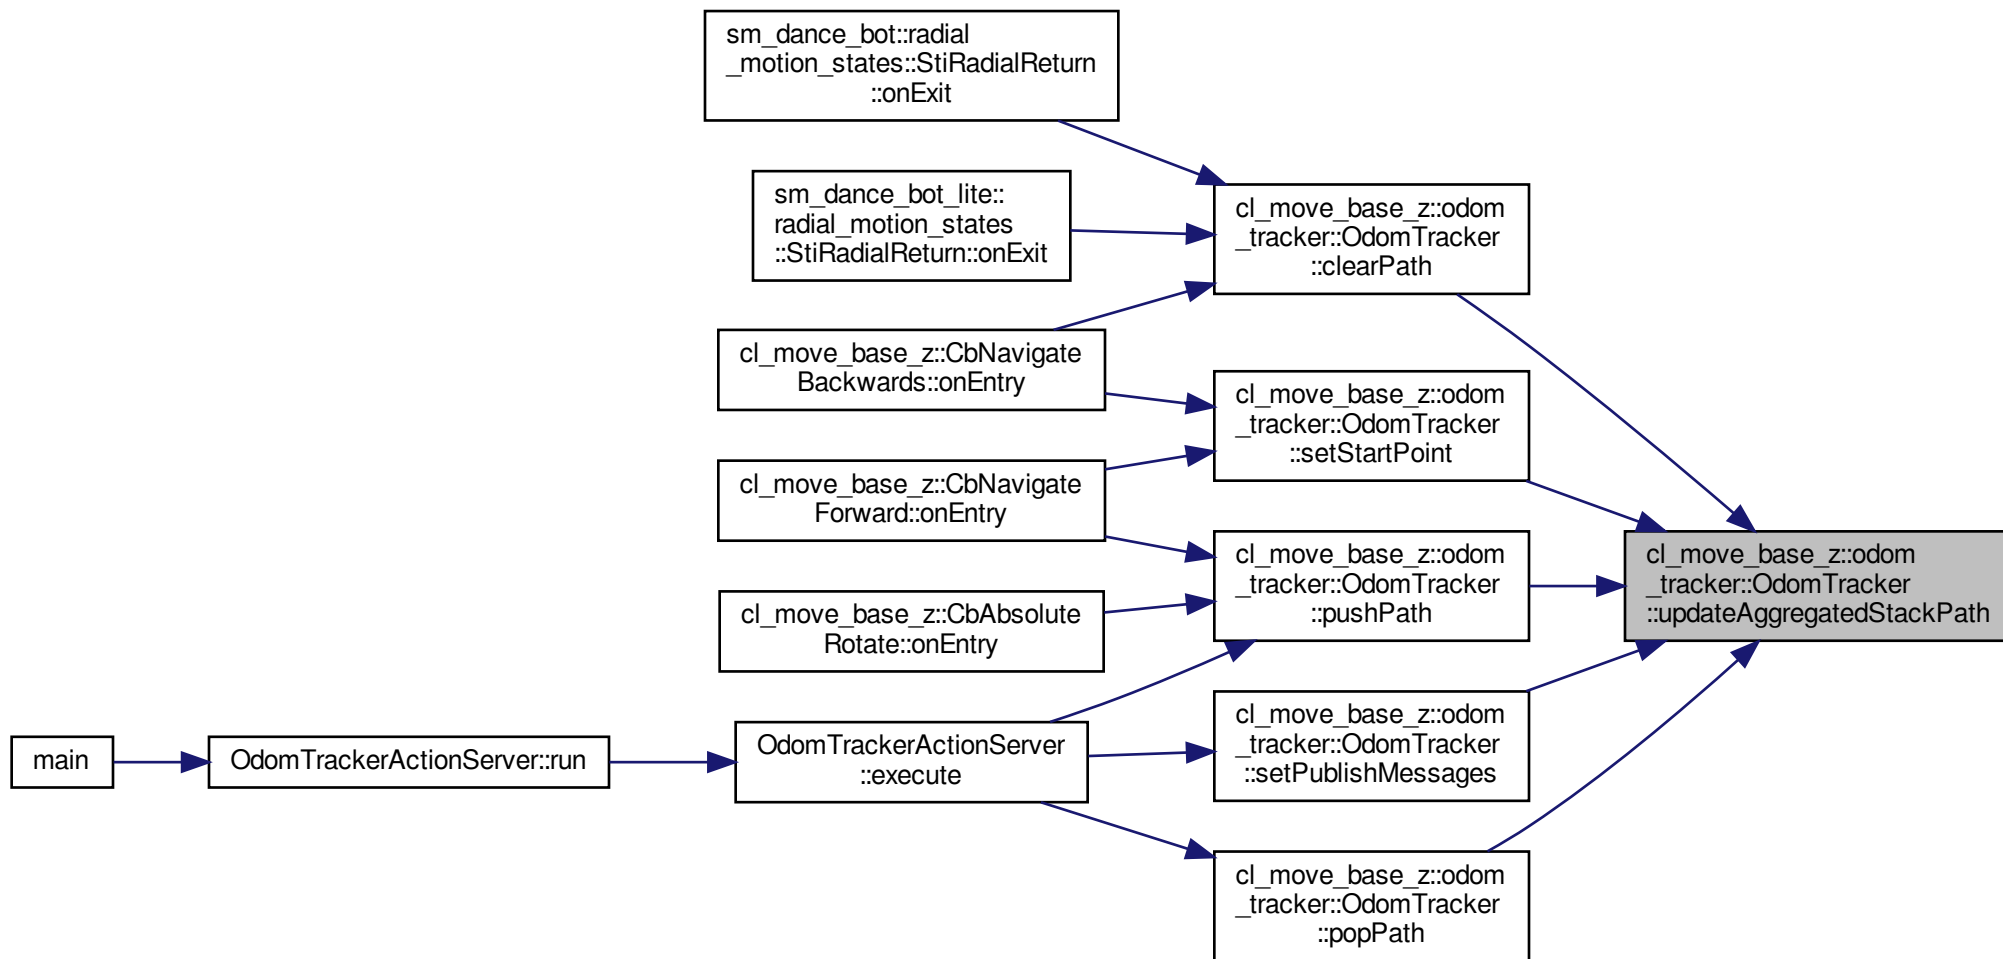 sm_dance_bot::radial
_motion_states::StiRadialReturn
::onExit
sm_dance_bot_lite::
radial_motion_states
::StiRadialReturn::onExit
cl_move_base_z::CbNavigate
Backwards::onEntry
cl_move_base_z::CbNavigate
Forward::onEntry
cl_move_base_z::CbAbsolute
Rotate::onEntry
main
OdomTrackerActionServer::run
OdomTrackerActionServer
::execute
cl_move_base_z::odom
_tracker::OdomTracker
::clearPath
cl_move_base_z::odom
_tracker::OdomTracker
::setStartPoint
cl_move_base_z::odom
_tracker::OdomTracker
::pushPath
cl_move_base_z::odom
_tracker::OdomTracker
::setPublishMessages
cl_move_base_z::odom
_tracker::OdomTracker
::popPath
cl_move_base_z::odom
_tracker::OdomTracker
::updateAggregatedStackPath